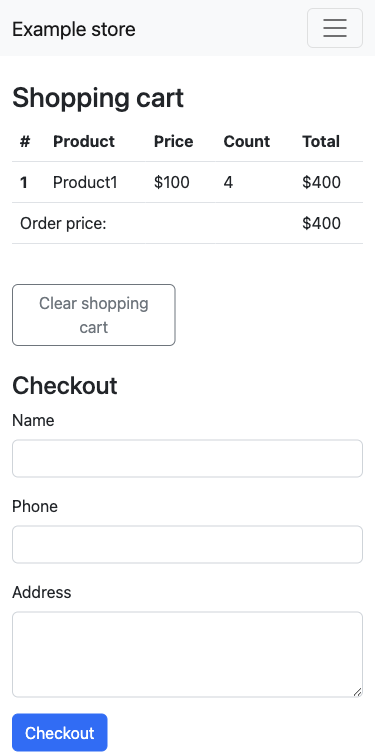 Example store
Shopping cart
# Product Price Count Total
1 Product1 $100 4 $400
Order price: $400
Clear shopping
cart
Checkout
Name
Phone
Address
Checkout